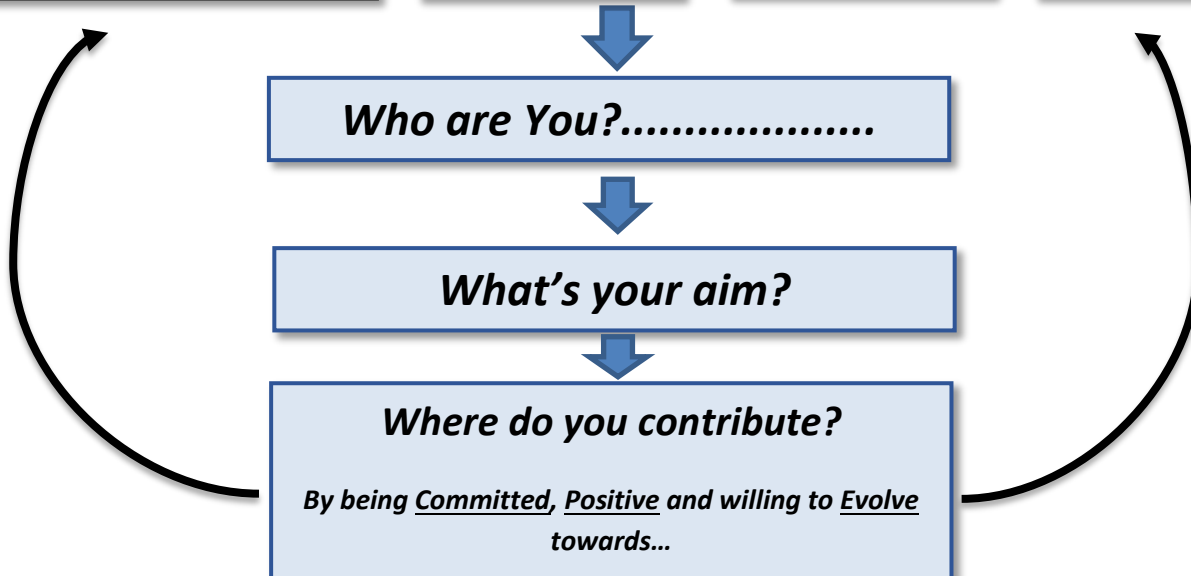 Who are You?....................
What’s your aim?
Where do you contribute?
By being Committed, Positive and willing to Evolve
towards…